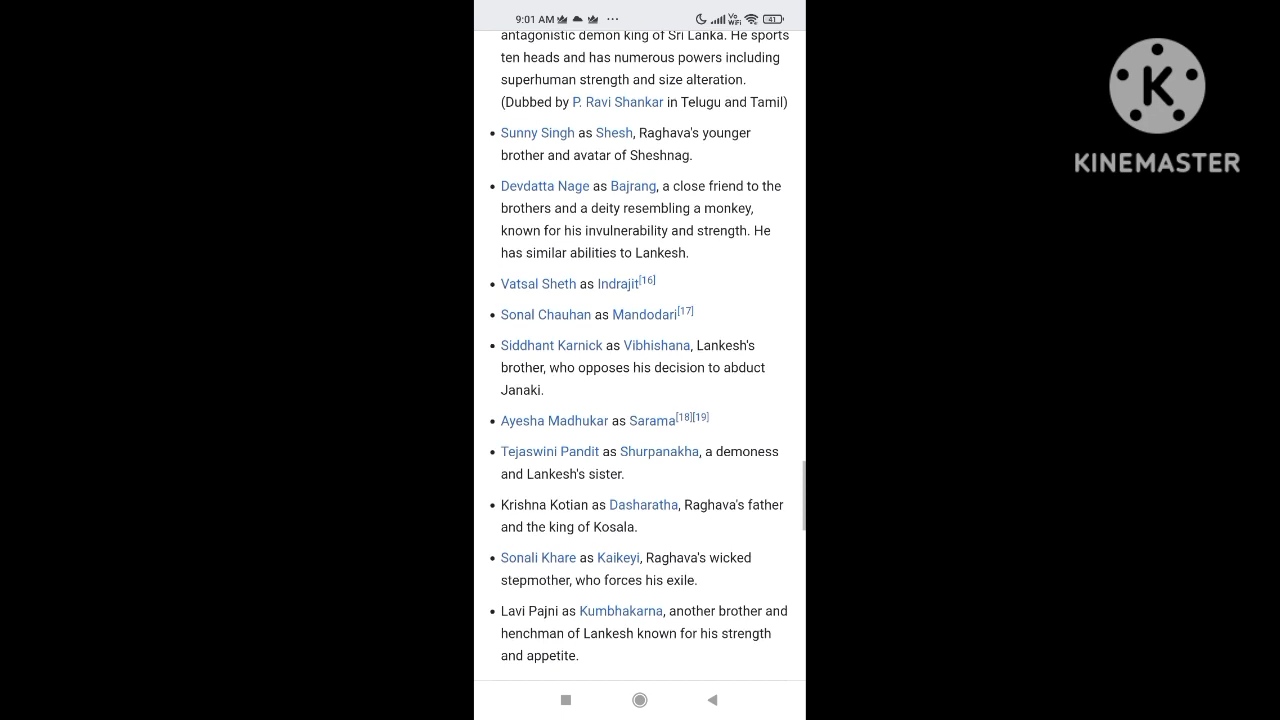 9:01 AM
Vo
WiFi
41
antagonistic demon king of Sri Lanka. He sports
ten heads and has numerous powers including
superhuman strength and size alteration.
(Dubbed by P. Ravi Shankar in Telugu and Tamil)
• Sunny Singh as Shesh, Raghava's younger
brother and avatar of Sheshnag.
• Devdatta Nage as Bajrang, a close friend to the
brothers and a deity resembling a monkey,
known for his invulnerability and strength. He
has similar abilities to Lankesh.
• Vatsal Sheth as Indrajit[16]
• Sonal Chauhan as Mandodari[17]
• Siddhant Karnick as Vibhishana, Lankesh's
brother, who opposes his decision to abduct
Janaki.
• Ayesha Madhukar as Sarama[18][19]
• Tejaswini Pandit as Shurpanakha, a demoness
and Lankesh's sister.
• Krishna Kotian as Dasharatha, Raghava's father
and the king of Kosala.
• Sonali Khare as Kaikeyi, Raghava's wicked
stepmother, who forces his exile.
• Lavi Pajni as Kumbhakarna, another brother and
henchman of Lankesh known for his strength
and appetite.
K
KINEMASTER